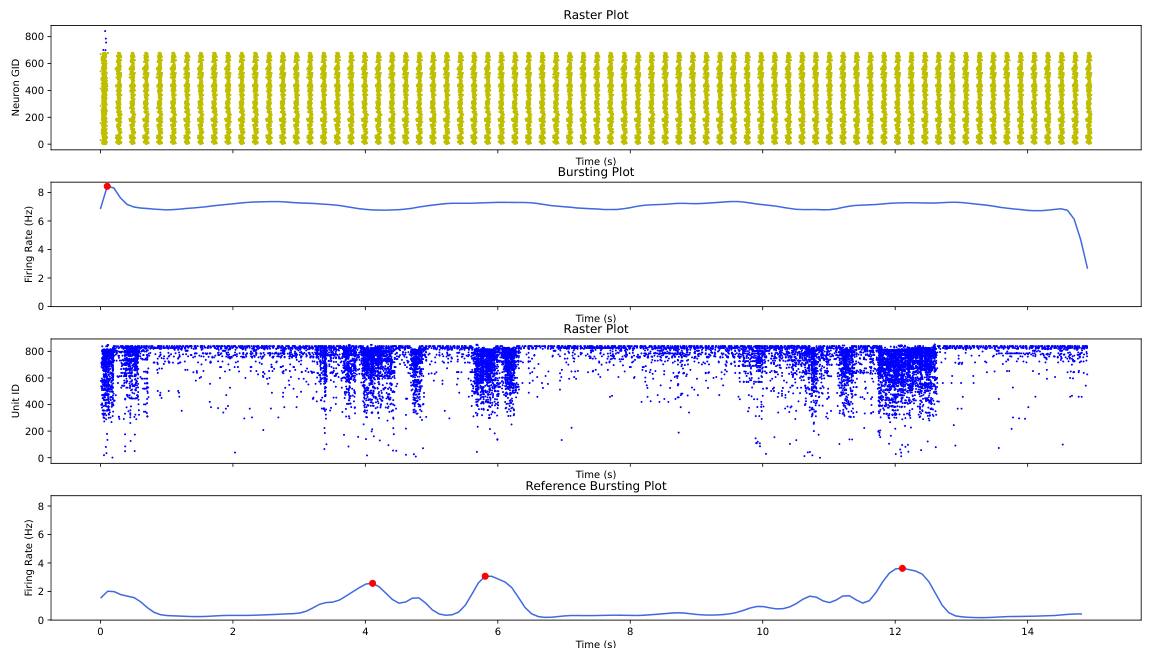 Raster Plot
800
600
400
200
0
Neuron GID
Time (s)
Bursting Plot
8
6
4
2
0
Firing Rate (Hz)
Time (s)
Raster Plot
800
600
400
200
0
Unit ID
Time (s)
Reference Bursting Plot
8
6
4
2
0
Firing Rate (Hz)
0 2 4 6 8 10 12 14
Time (s)